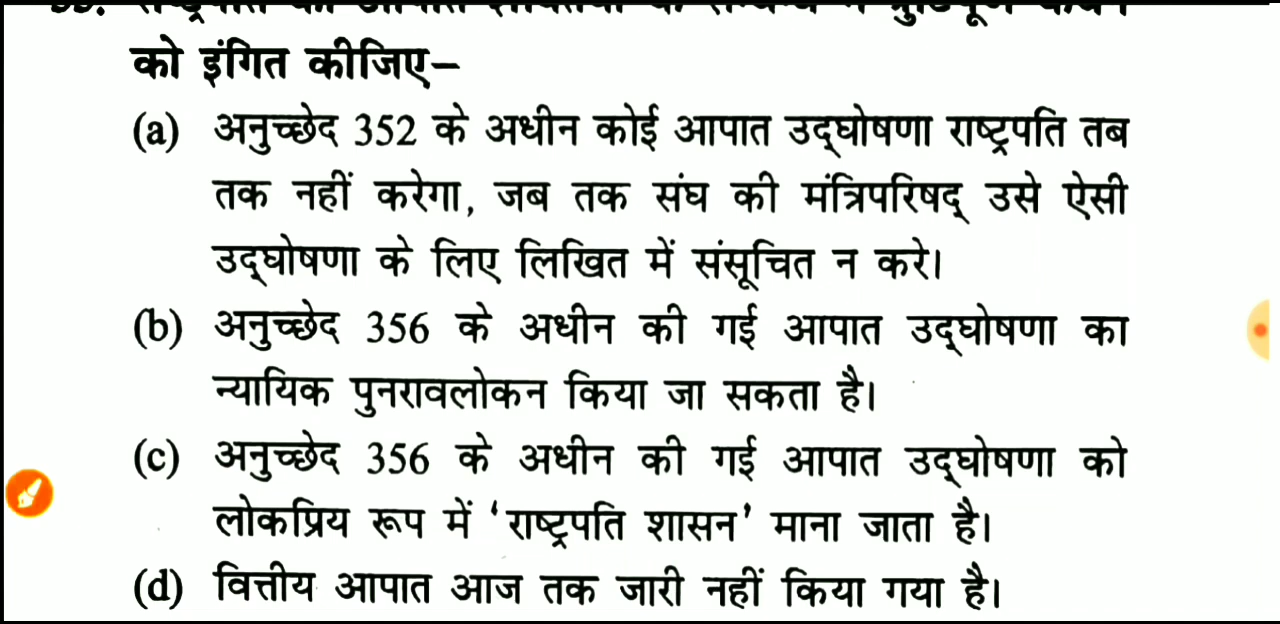 को इंगित कीजिए–
(a) अनुच्छेद 352 के अधीन कोई आपात उद्‌घोषणा राष्ट्रपति तब
तक नहीं करेगा, जब तक संघ की मंत्रिपरिषद् उसे ऐसी
उद्‌घोषणा के लिए लिखित में संसूचित न करे।
(b) अनुच्छेद 356 के अधीन की गई आपात उद्‌घोषणा का
न्यायिक पुनरावलोकन किया जा सकता है।
(c) अनुच्छेद 356 के अधीन की गई आपात उद्‌घोषणा को
लोकप्रिय रूप में ‘राष्ट्रपति शासन’ माना जाता है।
(d) वित्तीय आपात आज तक जारी नहीं किया गया है।